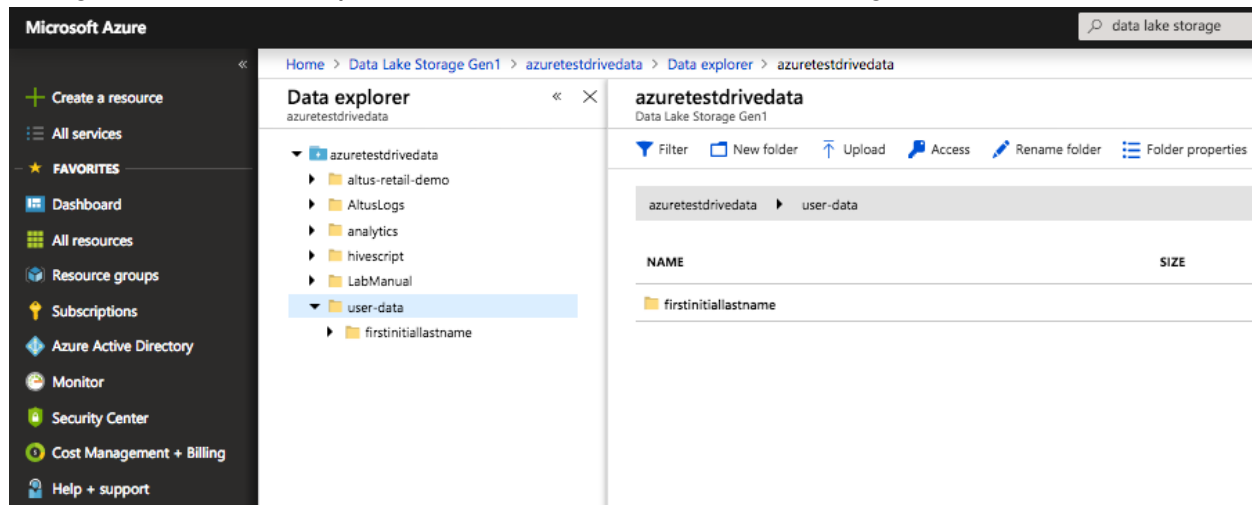 Microsoft Azure
data lake storage
«
Home > Data Lake Storage Gen1 > azuretestdrivedata > Data explorer > azuretestdrivedata
Create a resource
All services
FAVORITES
Dashboard
All resources
Resource groups
Subscriptions
Azure Active Directory
Monitor
Security Center
Cost Management + Billing
Help + support
Data explorer
«
azuretestdrivedata
azuretestdrivedata
altus-retail-demo
AltusLogs
analytics
hivescript
LabManual
user-data
firstinitiallastname
azuretestdrivedata
Data Lake Storage Gen1
Filter New folder Upload Access Rename folder Folder properties
azuretestdrivedata user-data
NAME SIZE
firstinitiallastname